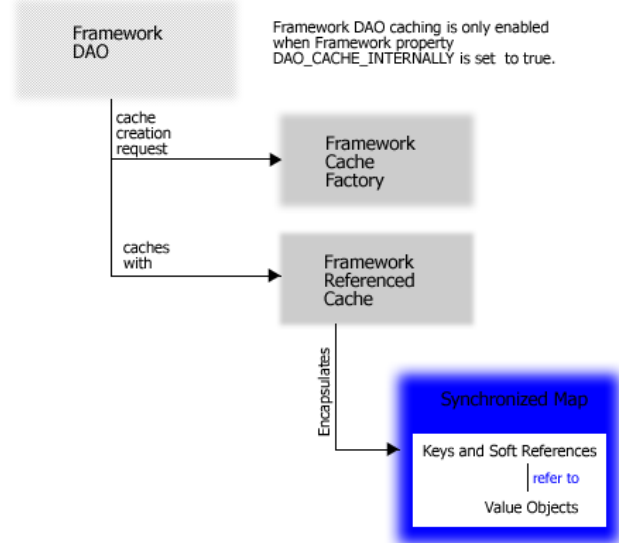 Framework
DAO
Framework DAO caching is only enabled
when Framework property
DAO_CACHE_INTERNALLY is set to true.
cache
creation
request
Framework
Cache
Factory
caches
with
Framework
Referenced
Cache
Encapsulates
Synchronized Map
Keys and Soft References
refer to
Value Objects